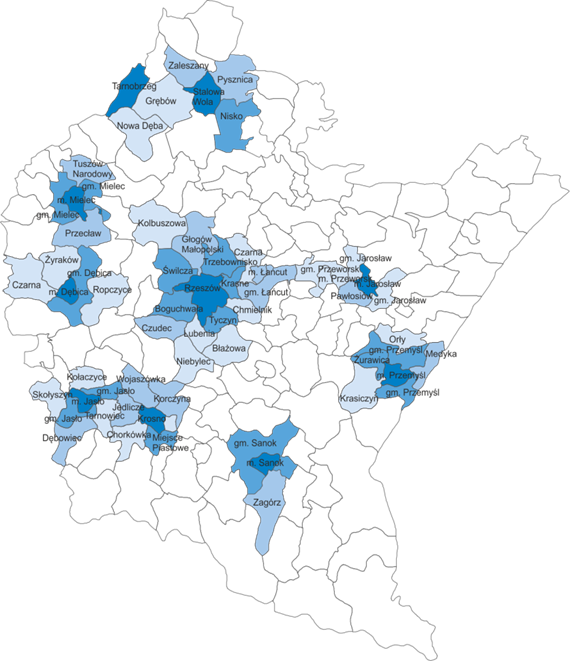 Zaleszany
Tarnobrzeg
Pysznica
Stalowa
Wola
Grębów
Nisko
Nowa Dęba
Tuszów
Narodowy
gm. Mielec
m. Mielec
gm. Mielec
Przecław
Kolbuszowa
Głogów
Małopolski
Czarna
Trzebownisko
Żyraków
gm. Dębica
Czarna
m. Dębica
Ropczyce
Świlcza
Krasne
m. Łańcut
Rzeszów
gm. Łańcut
Boguchwała
Chmielnik
Tyczyn
Czudec
Lubenia
Błażowa
Niebylec
gm. Jarosław
gm. Przeworsk
m. Przeworsk
m. Jarosław
Pawłosiów
gm. Jarosław
Orły
gm. Przemyśl
Medyka
Żurawica
m. Przemyśl
gm. Przemyśl
Krasiczyn
Kołaczyce
Wojaszówka
Skołyszyn
gm. Jasło
m. Jasło
Korczyna
Jedlicze
gm. Jasło
Tarnowiec
Krosno
Dębowiec
Chorkówka
Miejsce
Piastowe
gm. Sanok
m. Sanok
Zagórz